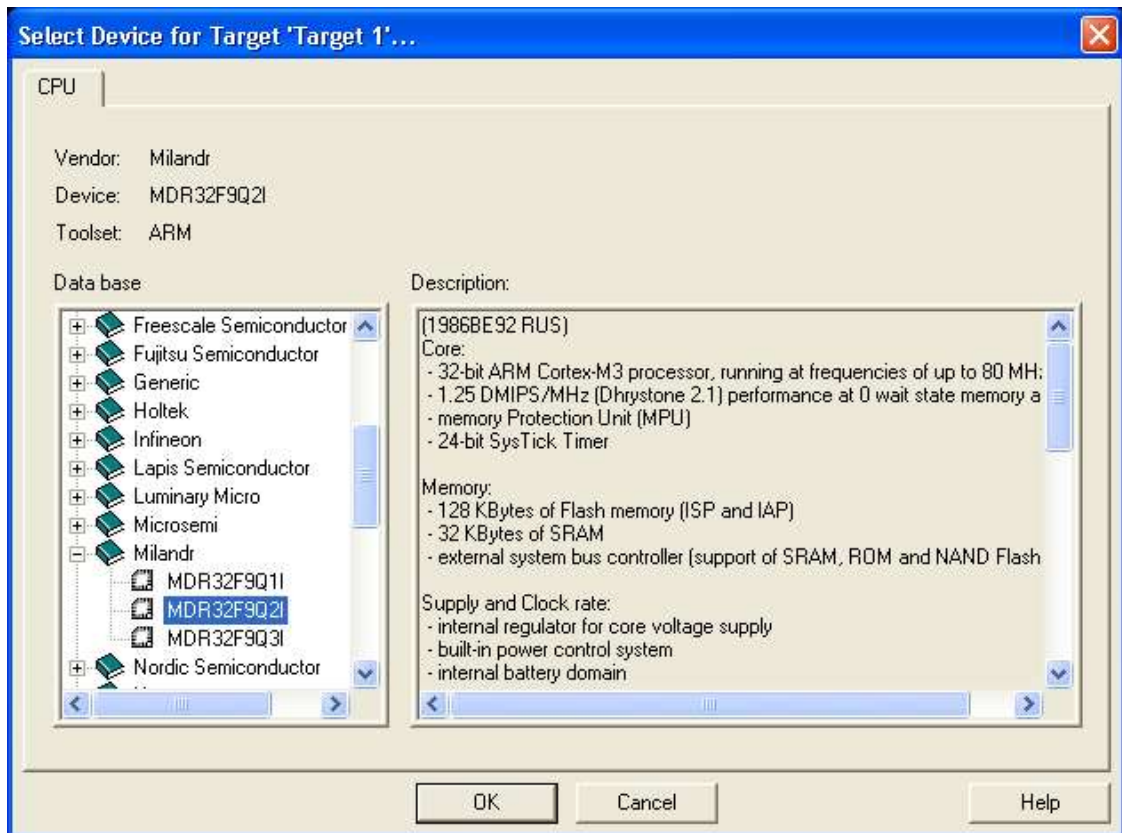 Select Device for Target 'Target 1'...
CPU
Vendor: Milandr
Device: MDR32F9Q2I
Toolset: ARM
Data base
Freescale Semiconductor
Fujitsu Semiconductor
Generic
Holtek
Infineon
Lapis Semiconductor
Luminary Micro
Microsemi
Milandr
MDR32F9Q1I
MDR32F9Q2I
MDR32F9Q3I
Nordic Semiconductor
Description:
(1986BE92 RUS)
Core:
- 32-bit ARM Cortex-M3 processor, running at frequencies of up to 80 MH
- 1.25 DMIPS/MHz (Dhrystone 2.1) performance at 0 wait state memory a
- memory Protection Unit (MPU)
- 24-bit SysTick Timer
Memory:
- 128 KBytes of Flash memory (ISP and IAP)
- 32 KBytes of SRAM
- external system bus controller (support of SRAM, ROM and NAND Flash
Supply and Clock rate:
- internal regulator for core voltage supply
- built-in power control system
- internal battery domain
OK
Cancel
Help